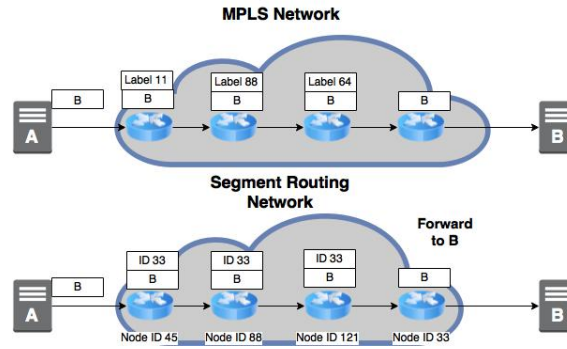 MPLS Network
Label 11
Label 88
Label 64
B
B
B
B
B
A
B
Segment Routing
Network
Forward
to B
ID 33
ID 33
ID 33
B
B
B
B
B
A
B
Node ID 45
Node ID 88
Node ID 121
Node ID 33